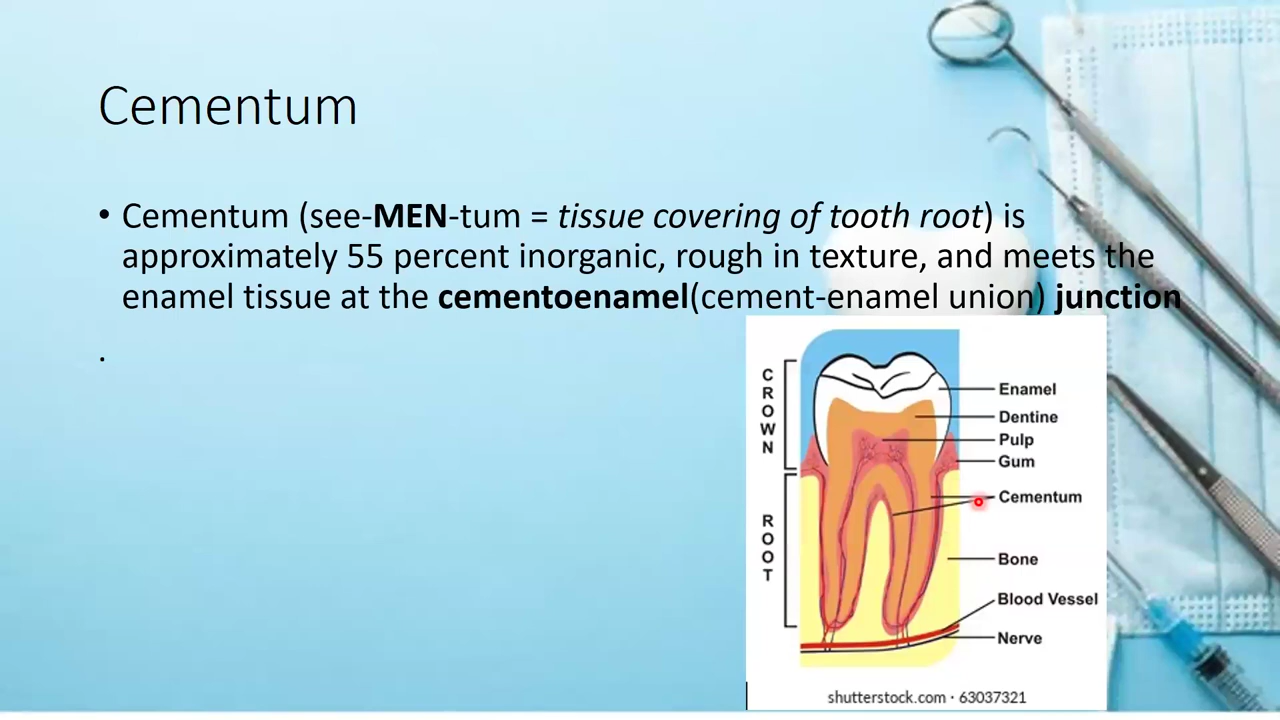 Cementum
• Cementum (see-MEN-tum = tissue covering of tooth root) is
approximately 55 percent inorganic, rough in texture, and meets the
enamel tissue at the cementoenamel(cement-enamel union) junction
.
CROWN
Enamel
Dentine
Pulp
Gum
ROOT
Cementum
Bone
Blood Vessel
Nerve
shutterstock.com · 63037321